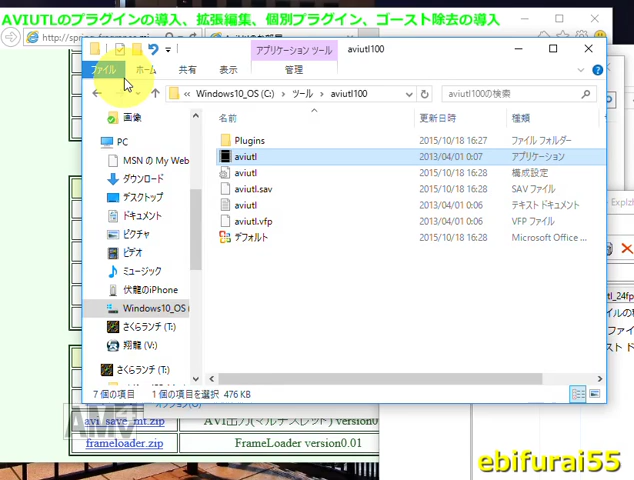 AVIUTLのプラグインの導入、拡張編集、個別プラグイン、ゴースト除去の導入
アプリケーション ツール
aviutl100
ファイル
ホーム
共有
表示
管理
« Windows10_OS (C:) › ツール › aviutl100
aviutl100の検索
名前
更新日時
種類
Plugins
2015/10/18 16:27
ファイル フォルダー
aviutl
2013/04/01 0:07
アプリケーション
aviutl
2015/10/18 16:28
構成設定
aviutl.sav
2015/10/18 16:28
SAV ファイル
aviutl
2013/04/01 0:06
テキスト ドキュメント
aviutl.vfp
2013/04/01 0:06
VFP ファイル
デフォルト
2015/10/18 16:28
Microsoft Office ...
画像
PC
MSN の My Web
ダウンロード
デスクトップ
ドキュメント
ピクチャ
ビデオ
ミュージック
伏龍のiPhone
Windows10_OS (
さくらランチ (T:)
翔龍 (V:)
さくらランチ (T:)
7 個の項目
1 個の項目を選択 476 KB
avi_save_mt.zip
AVI出力(マルチスレッド) version0
frameloader.zip
FrameLoader version0.01
ebifurai55